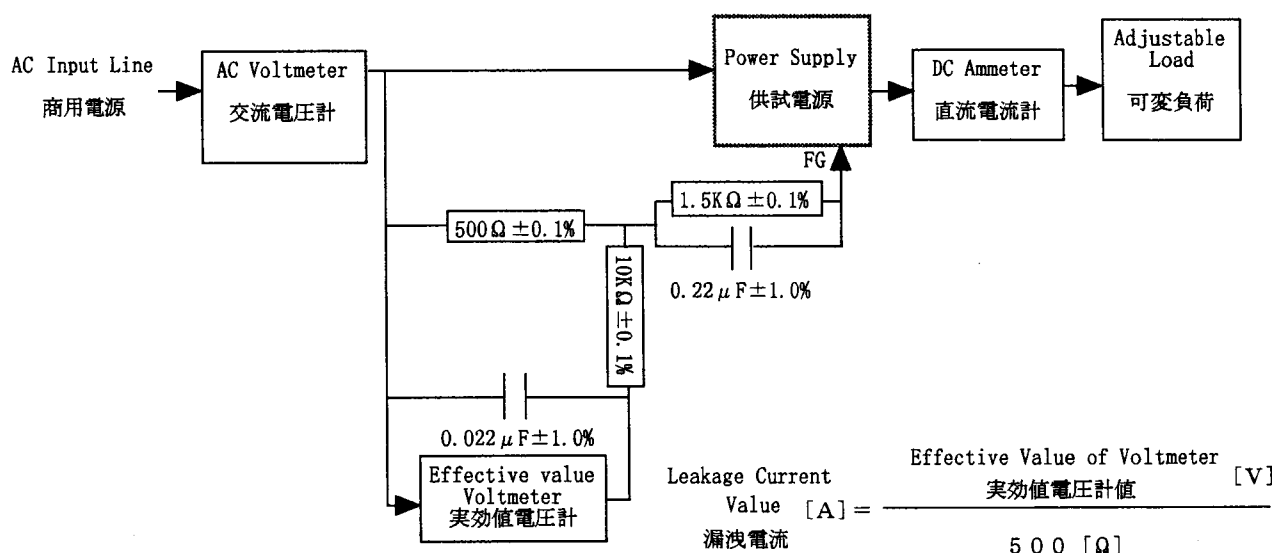 AC Input Line
商用電源
AC Voltmeter
交流電圧計
Power Supply
供試電源
DC Ammeter
直流電流計
Adjustable
Load
可変負荷
FG
1.5KΩ±0.1%
500Ω±0.1%
0.22μF±1.0%
10KΩ±0.1%
0.022μF±1.0%
Effective value
Voltmeter
実効値電圧計
Leakage Current
Value [A] =
漏洩電流
Effective Value of Voltmeter [V]
実効値電圧計値
500 [Ω]